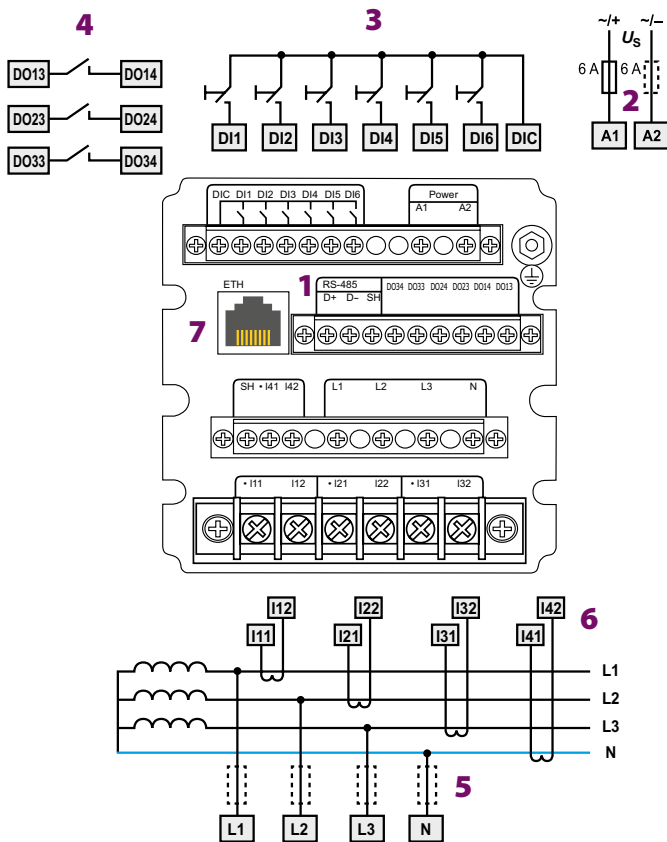 4
3
~/+ ~/–
U_S
6 A 6 A
2
DO13 DO14
DO23 DO24
DO33 DO34
DI1 DI2 DI3 DI4 DI5 DI6 DIC
A1 A2
DIC DI1 DI2 DI3 DI4 DI5 DI6
Power
A1 A2
ETH
7
1
RS-485
D+ D– SH
DO34 DO33 DO24 DO23 DO14 DO13
SH • I41 I42
L1 L2 L3 N
• I11 I12 • I21 I22 • I31 I32
I12 I22 I32 I42
6
I11 I21 I31 I41
L1
L2
L3
N
5
L1 L2 L3 N